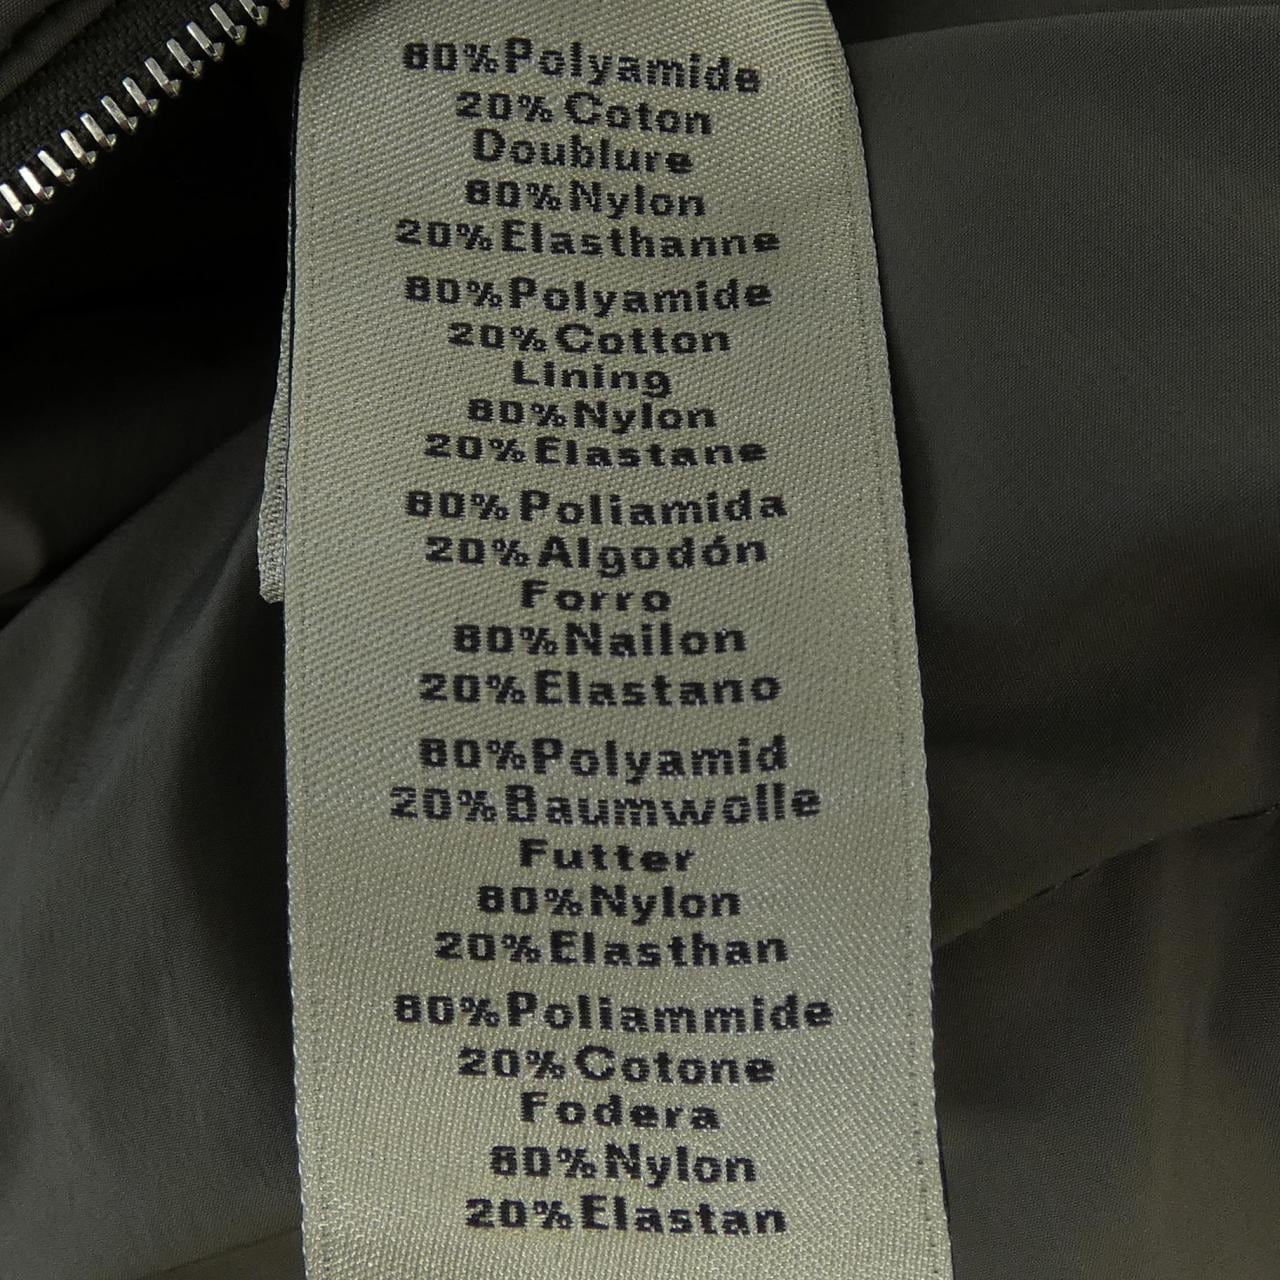 80%Polyamide
20%Coton
Doublure
80%Nylon
20%Elasthanne
80%Polyamide
20%Cotton
Lining
80%Nylon
20%Elastane
80%Poliamida
20%Algodón
Forro
80%Nailon
20%Elastano
80%Polyamid
20%Baumwolle
Futter
80%Nylon
20%Elasthan
80%Poliammide
20%Cotone
Fodera
80%Nylon
20%Elastan